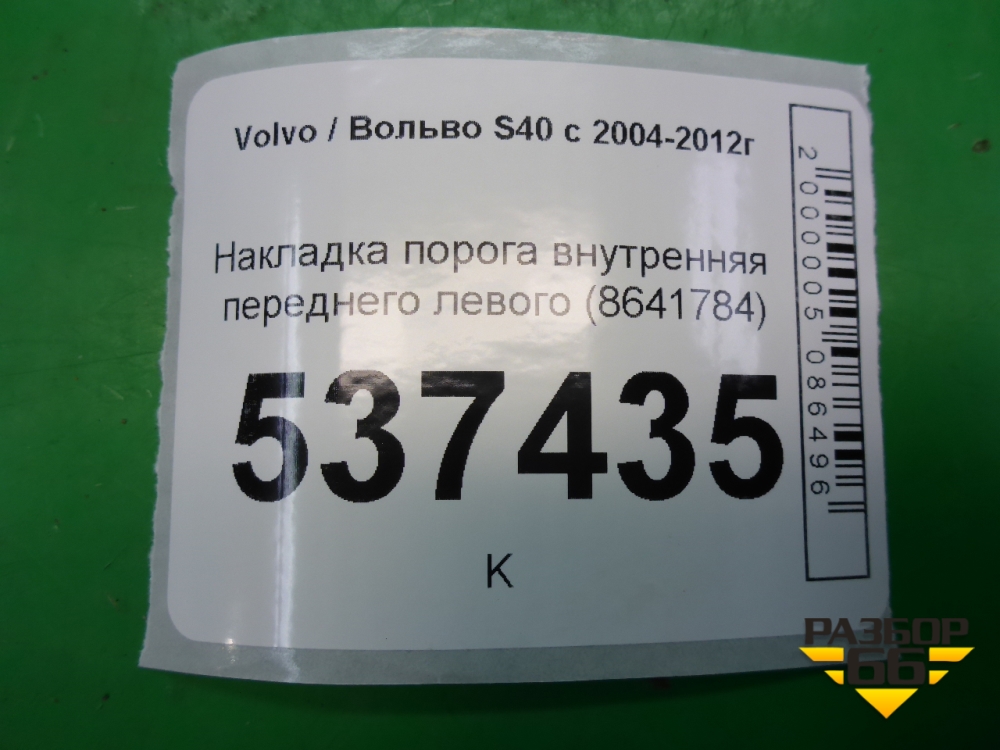 Volvo / Вольво S40 с 2004-2012г
Накладка порога внутренняя
переднего левого (8641784)
537435
К
2000005086496
РАЗБОР
66